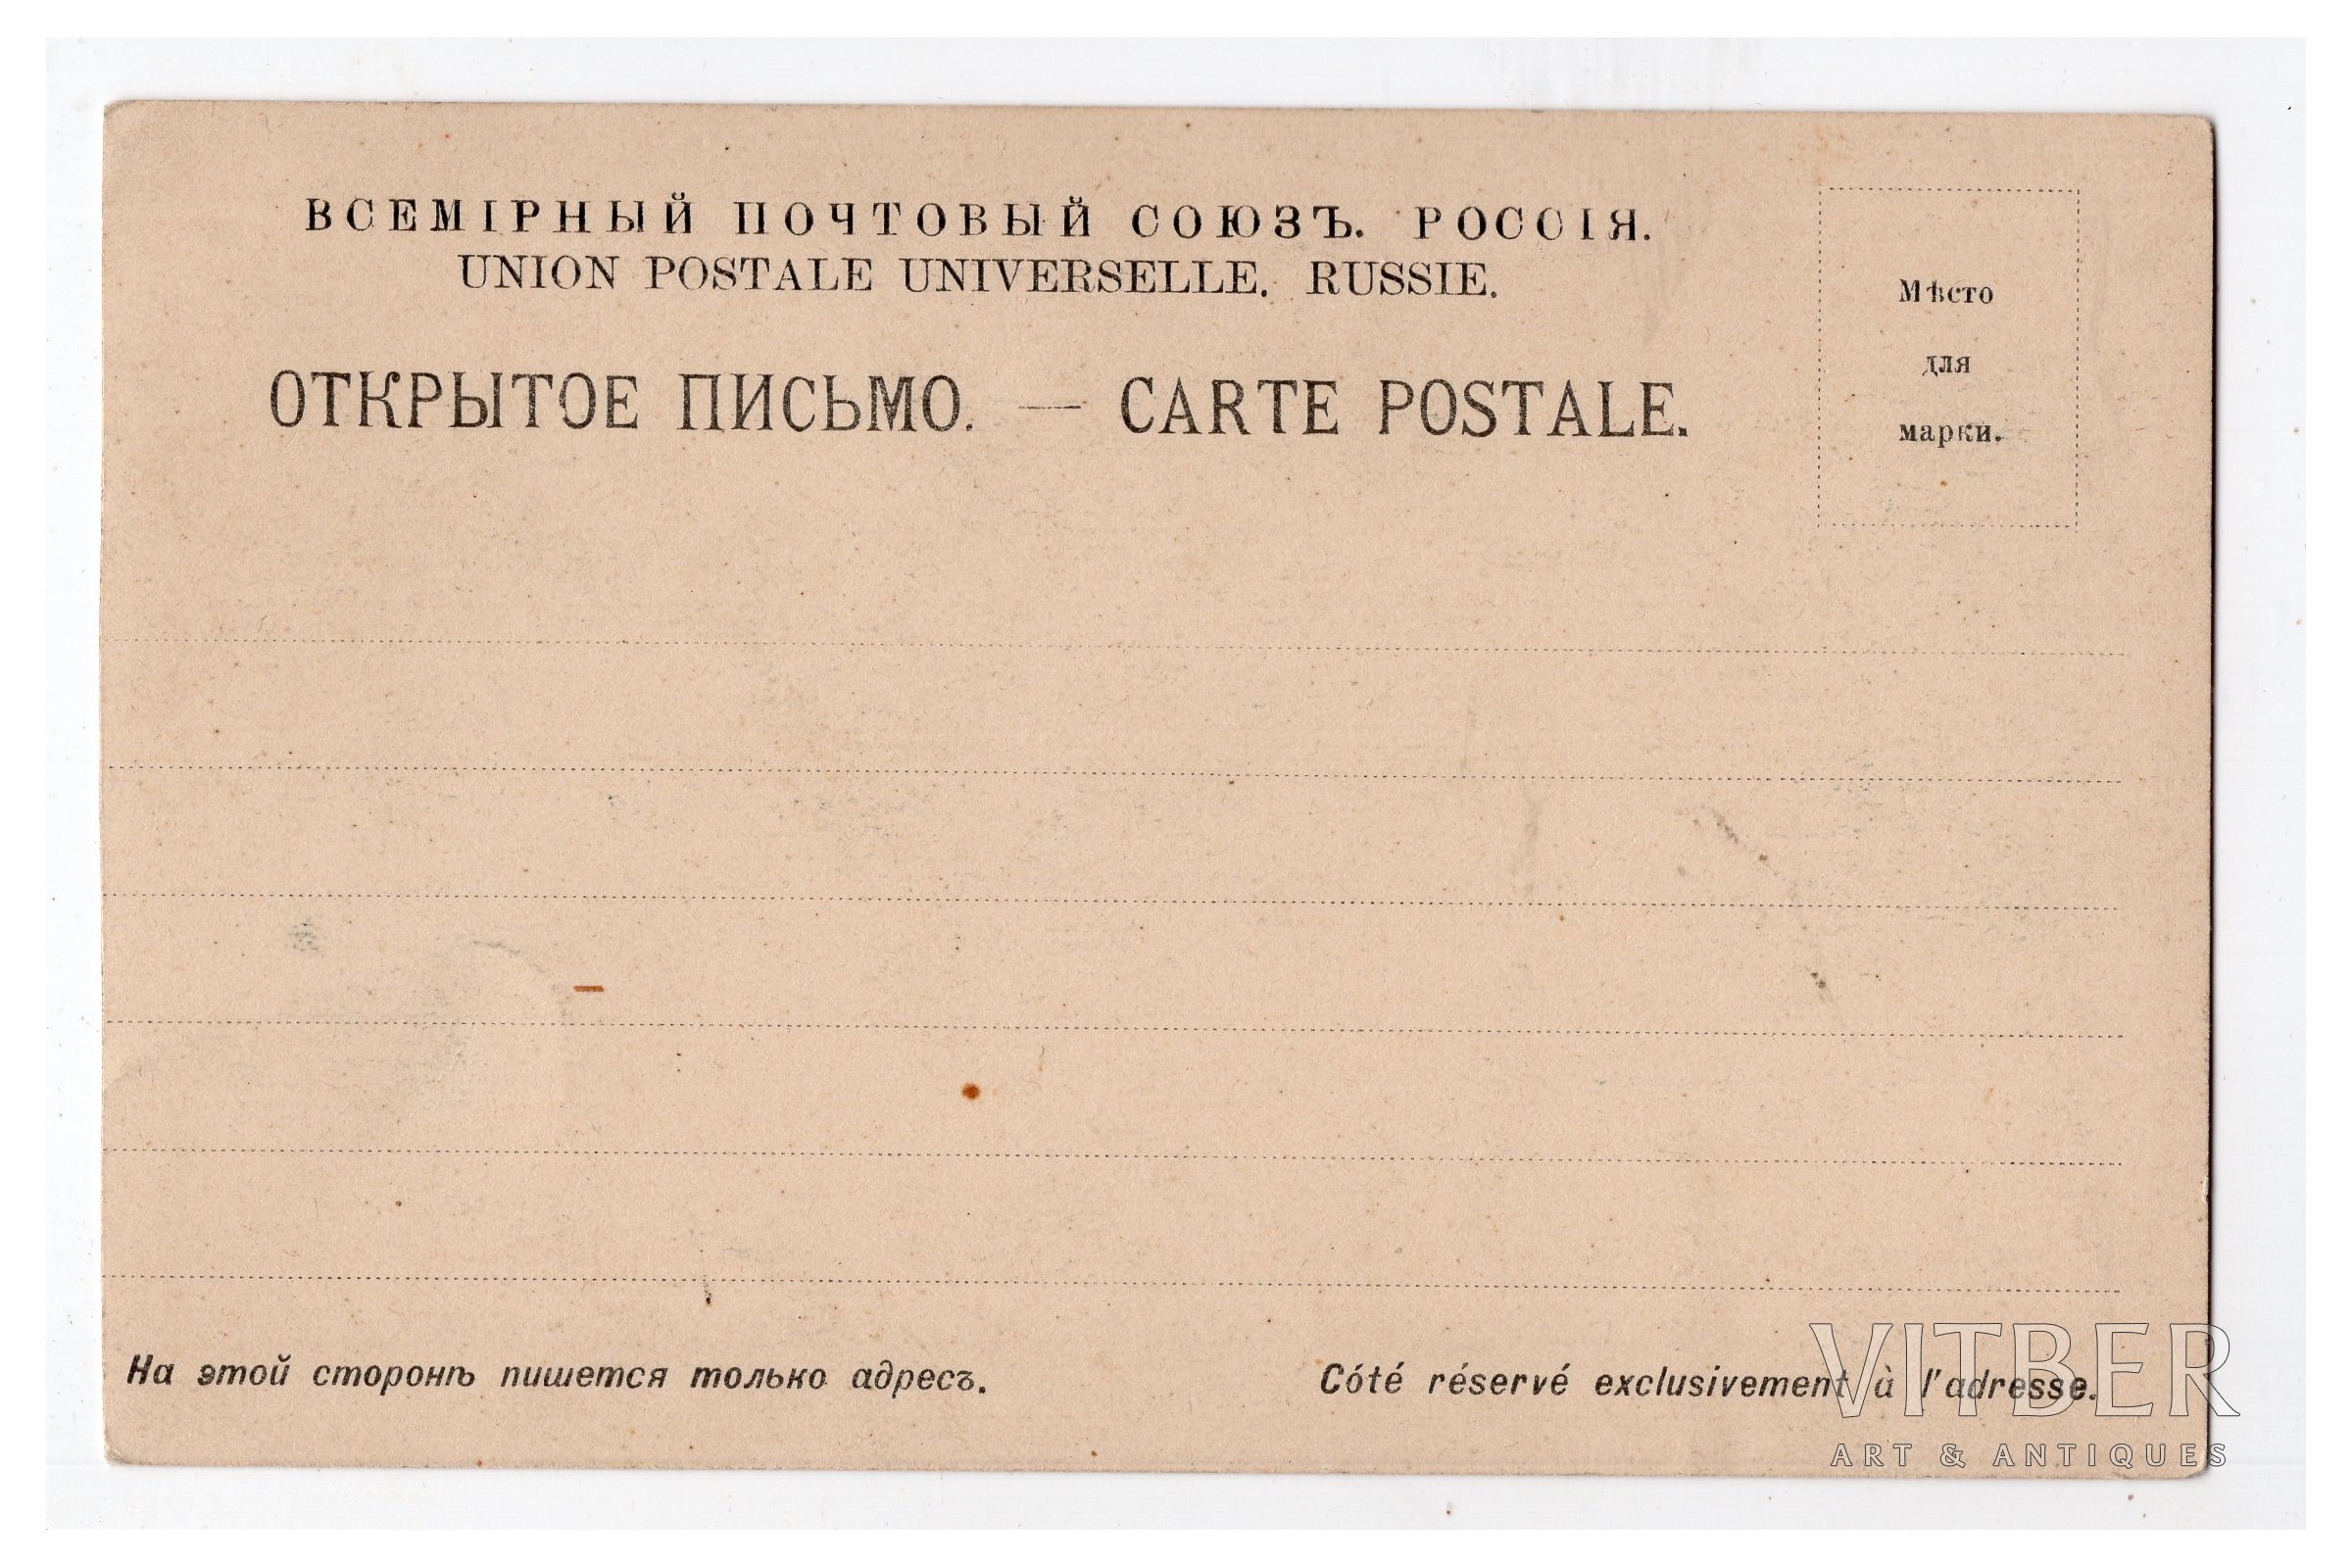 ВСЕМІРНЫЙ ПОЧТОВЫЙ СОЮЗЪ. РОССІЯ.
UNION POSTALE UNIVERSELLE. RUSSIE.
ОТКРЫТОЕ ПИСЬМО. — CARTE POSTALE.
Мѣсто
для
марки.
На этой сторонѣ пишется только адресъ.
Côté réservé exclusivement à l'adresse.
VITBER
ART & ANTIQUES